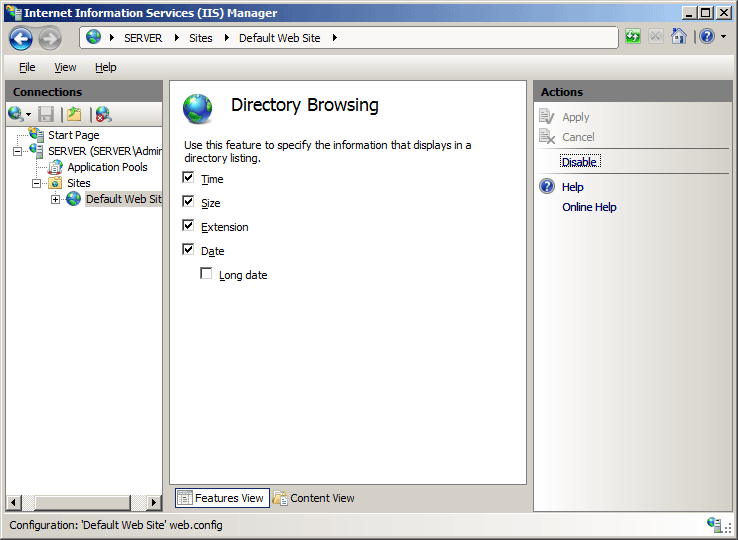 Internet Information Services (IIS) Manager
SERVER
Sites
Default Web Site
File
View
Help
Connections
Start Page
SERVER (SERVER\Admir
Application Pools
Sites
Default Web Sit
Directory Browsing
Use this feature to specify the information that displays in a
directory listing.
Time
Size
Extension
Date
Long date
Features View
Content View
Actions
Apply
Cancel
Disable
Help
Online Help
Configuration: 'Default Web Site' web.config